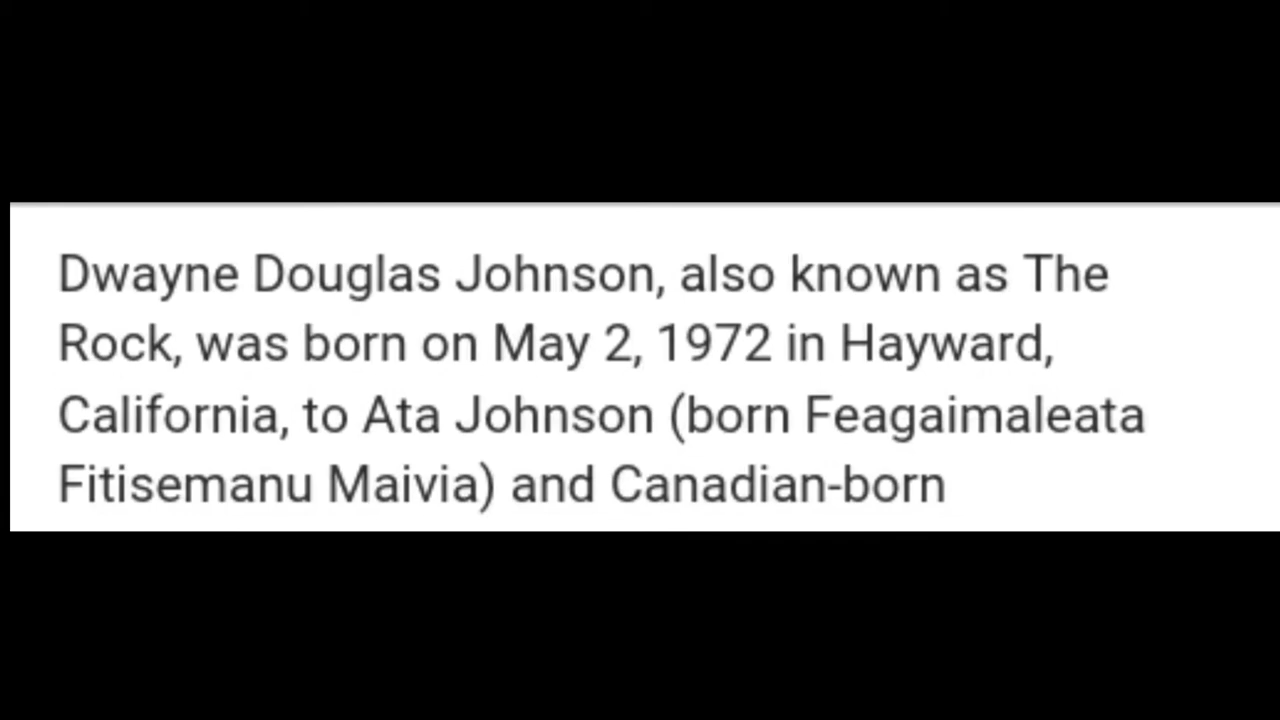 Dwayne Douglas Johnson, also known as The
Rock, was born on May 2, 1972 in Hayward,
California, to Ata Johnson (born Feagaimaleata
Fitisemanu Maivia) and Canadian-born